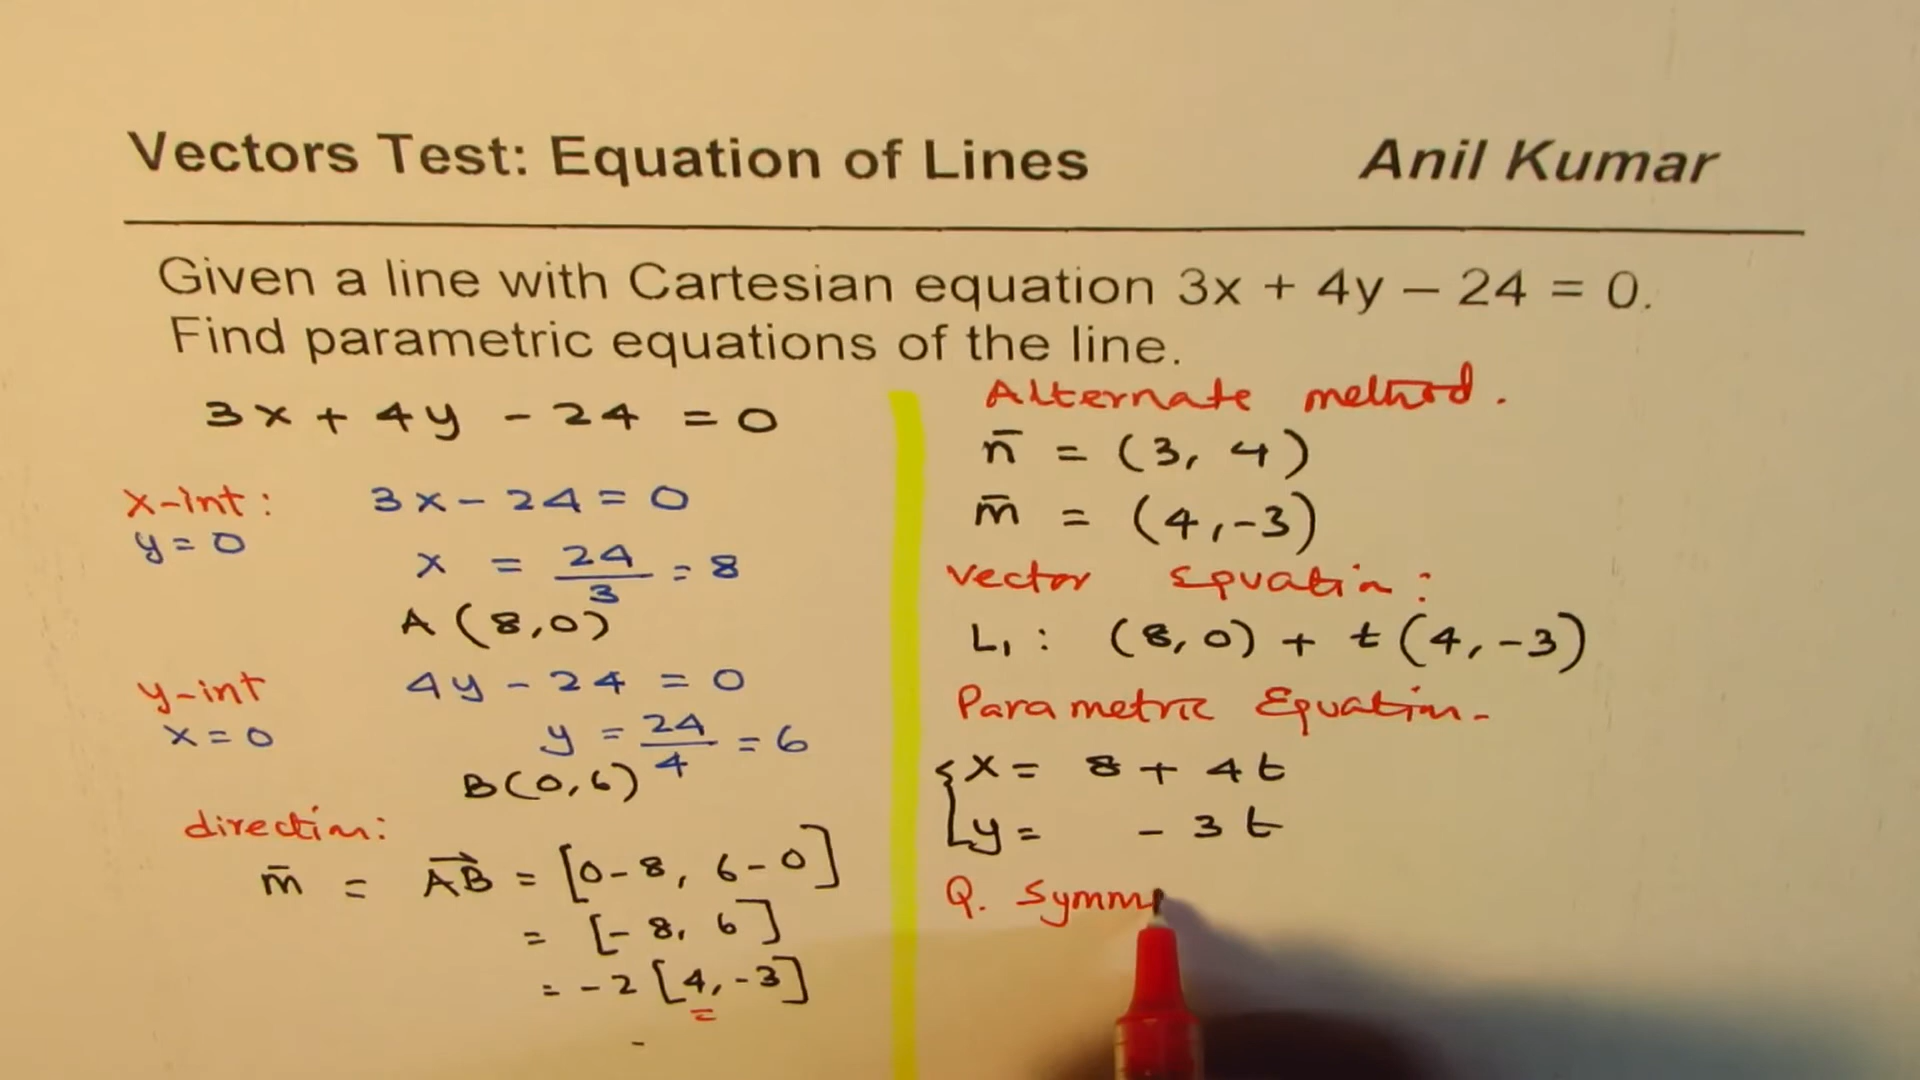 Vectors Test: Equation of Lines Anil Kumar
Given a line with Cartesian equation 3x + 4y – 24 = 0.
Find parametric equations of the line.
3x + 4y - 24 = 0
x-int: 3x - 24 = 0
y = 0
x = 24/3 = 8
A (8,0)
y-int 4y - 24 = 0
x = 0
y = 24/4 = 6
B(0,6)
direction:
m̄ = AB⃗ = [0-8, 6-0]
= [-8, 6]
= -2 [4,-3]
Alternate method.
n̄ = (3, 4)
m̄ = (4,-3)
Vector Equation:
L₁: (8,0) + t(4,-3)
Parametric Equation-
{x = 8 + 4t
y = - 3t
Q. Symm